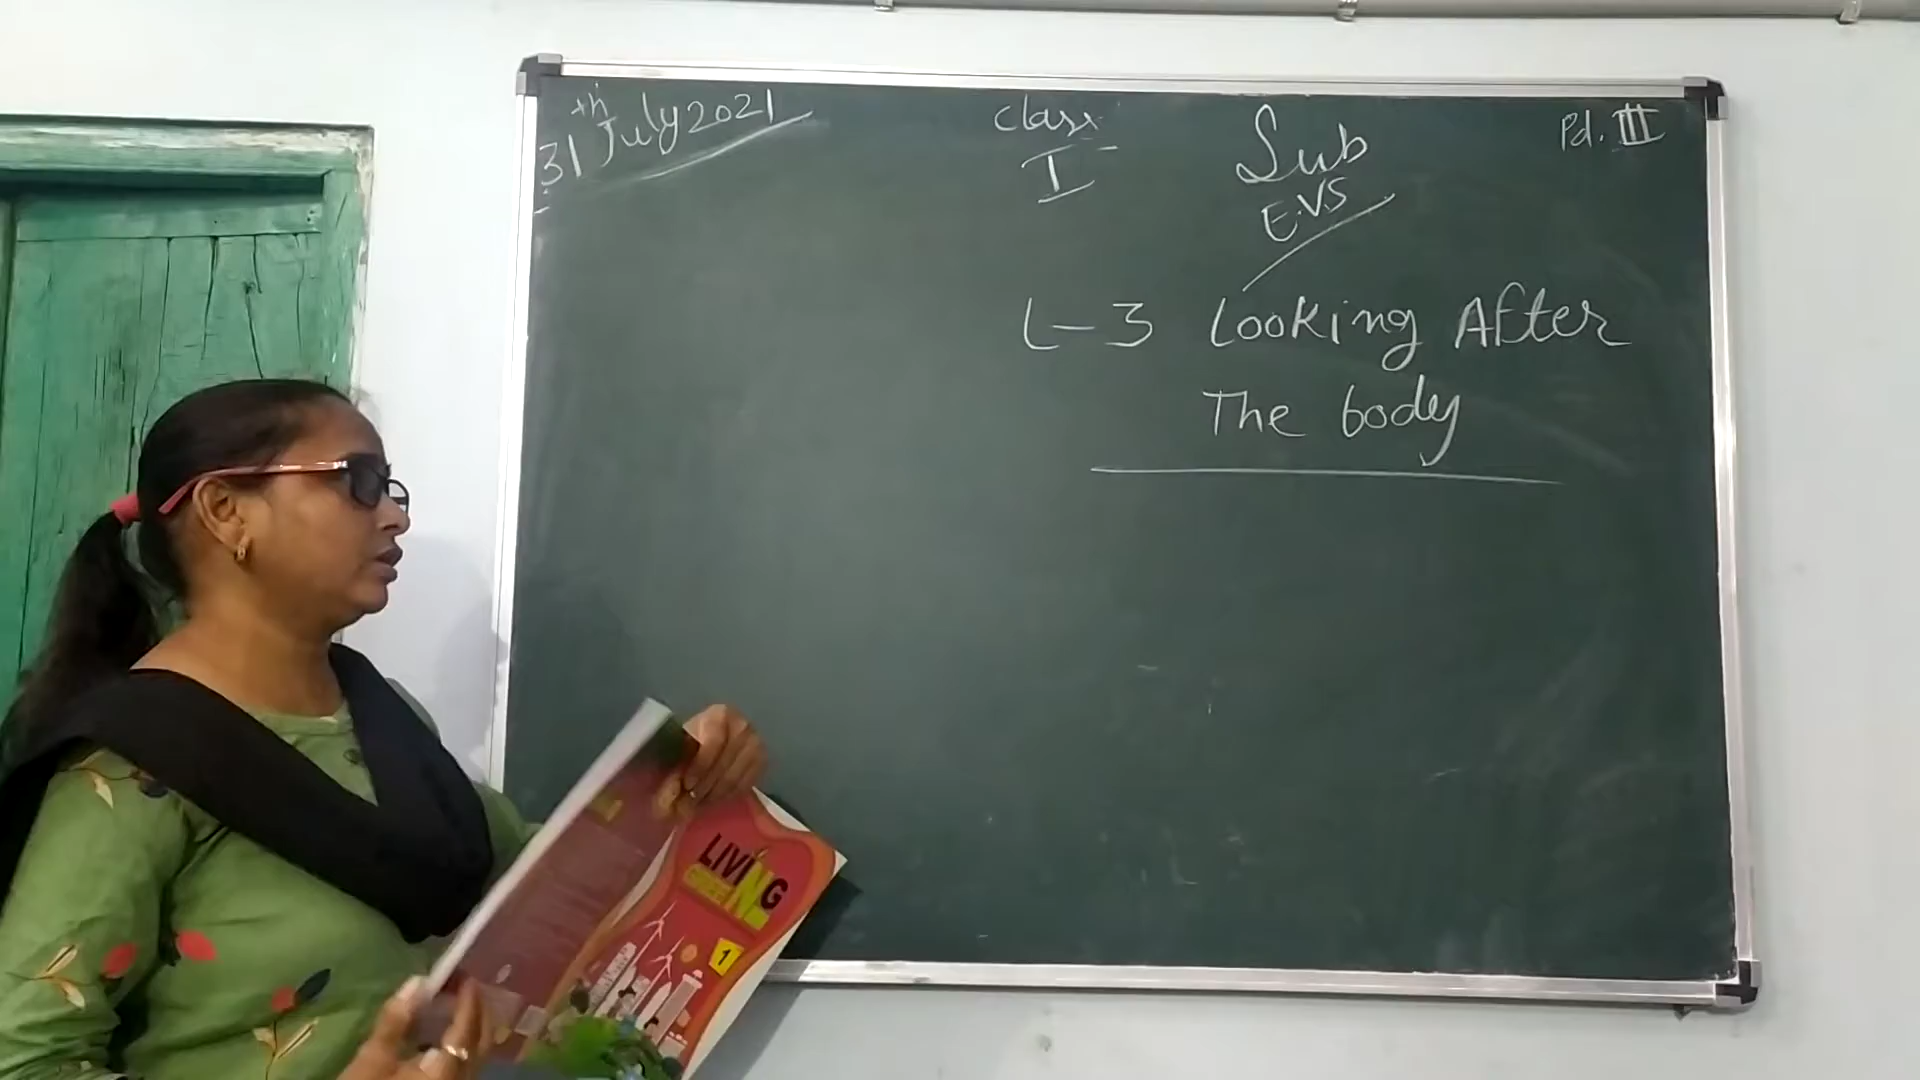 31th July 2021
Class
I
Sub
E.V.S
Pd. III
L-3 Looking After
The body
LIVING
1